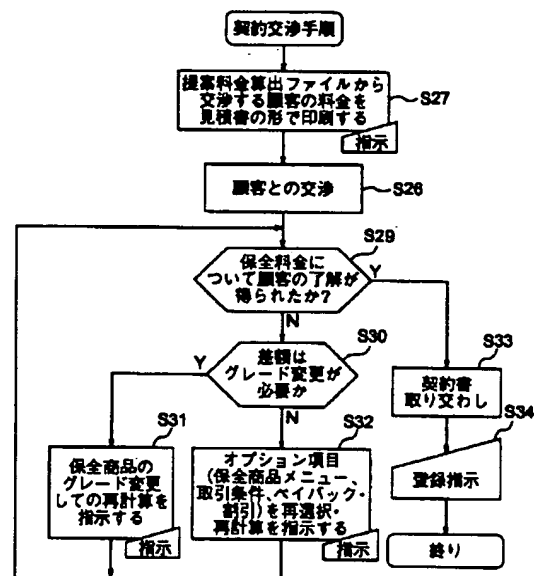 契約交渉手順
提案料金算出ファイルから
交渉する顧客の料金を
見積書の形で印刷する
S27
指示
顧客との交渉
S26
S29
保全料金に
ついて顧客の了解が
得られたか?
Y
N
S30
差額は
グレード変更が
必要か
Y
N
S33
契約書
取り交わし
S34
登録指示
終り
S31
保全商品の
グレード変更
しての再計算を
指示する
指示
S32
オプション項目
(保全商品メニュー、
取引条件、ペイバック・
割引)を再選択・
再計算を指示する
指示